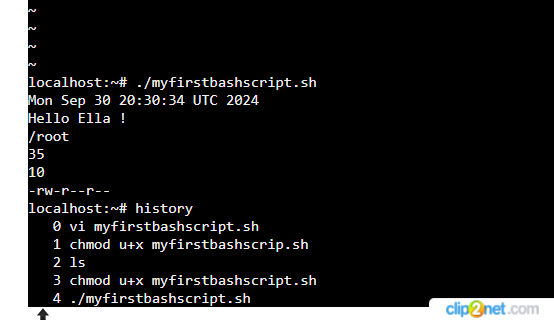 ~
~
~
~
localhost:~# ./myfirstbashscript.sh
Mon Sep 30 20:30:34 UTC 2024
Hello Ella !
/root
35
10
-rw-r--r--
localhost:~# history
0 vi myfirstbashscript.sh
1 chmod u+x myfirstbashscrip.sh
2 ls
3 chmod u+x myfirstbashscript.sh
4 ./myfirstbashscript.sh
clip2net.com